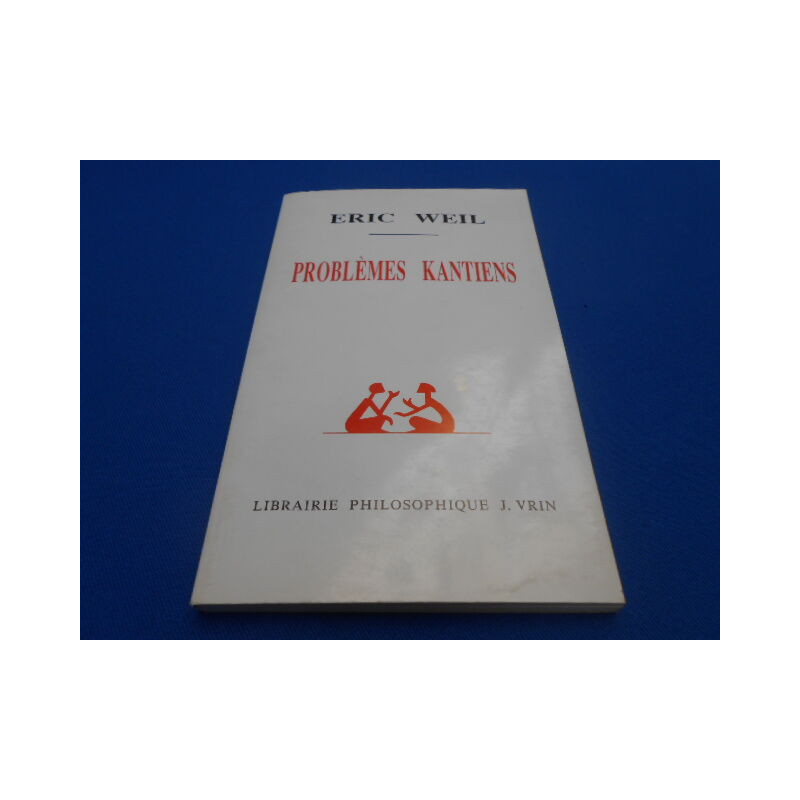 ERIC WEIL
PROBLÈMES KANTIENS
LIBRAIRIE PHILOSOPHIQUE J. VRIN